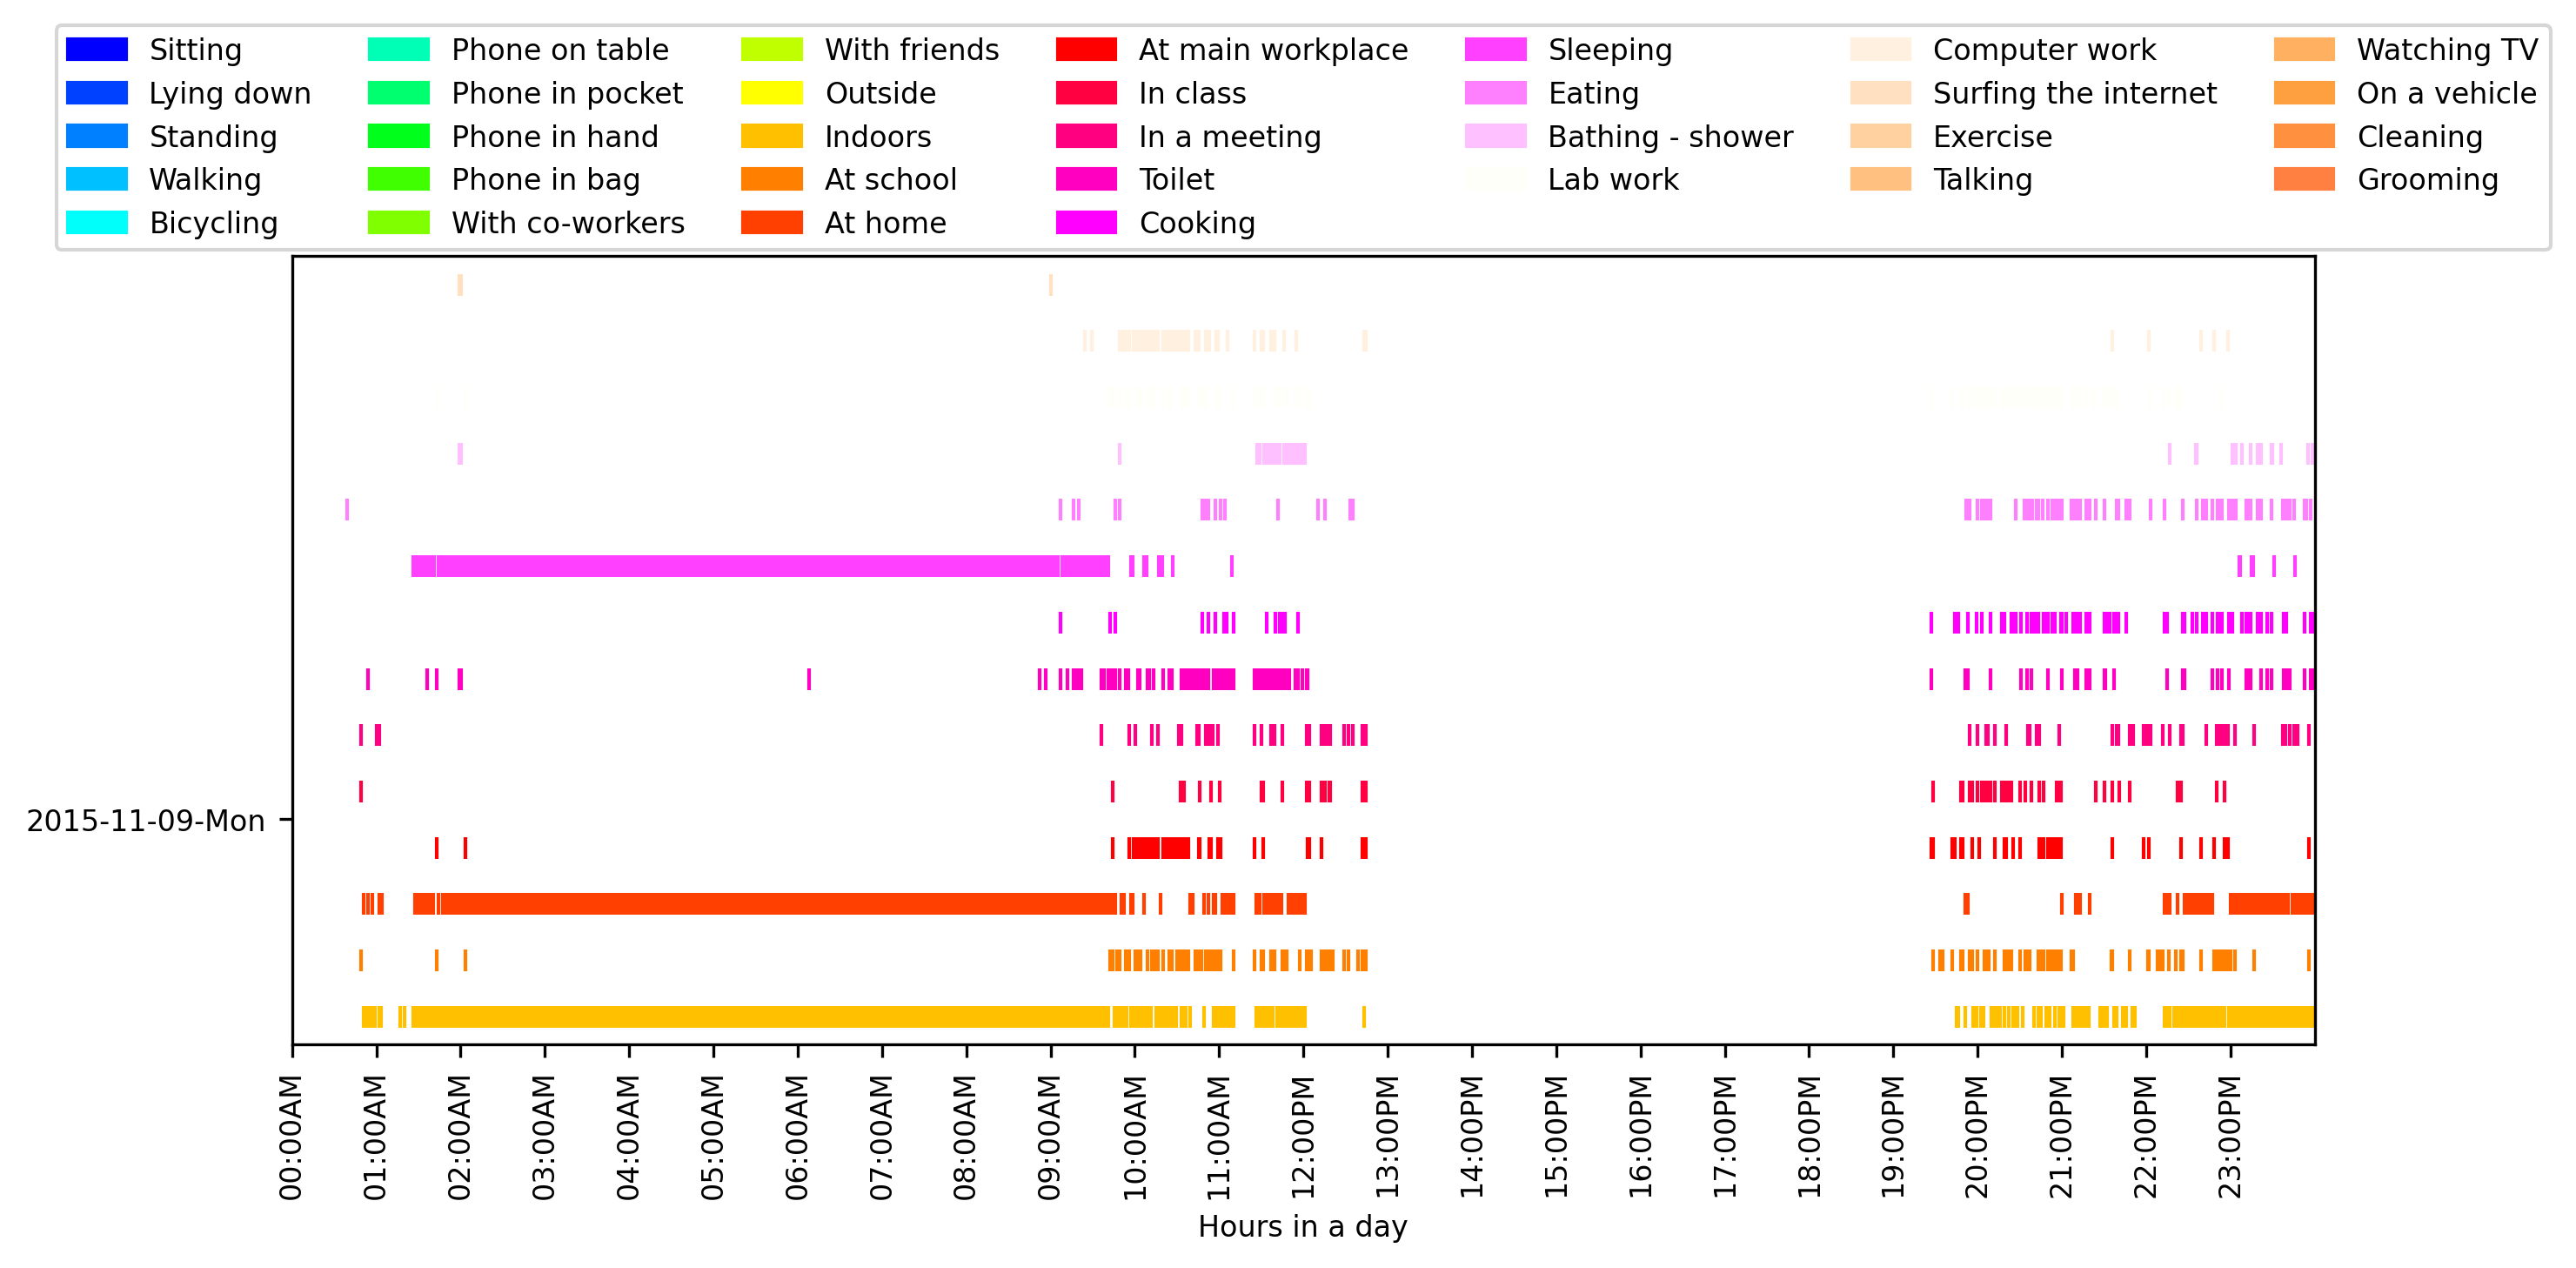 Sitting
Lying down
Standing
Walking
Bicycling
Phone on table
Phone in pocket
Phone in hand
Phone in bag
With co-workers
With friends
Outside
Indoors
At school
At home
At main workplace
In class
In a meeting
Toilet
Cooking
Sleeping
Eating
Bathing - shower
Lab work
Computer work
Surfing the internet
Exercise
Talking
Watching TV
On a vehicle
Cleaning
Grooming
2015-11-09-Mon
00:00AM
01:00AM
02:00AM
03:00AM
04:00AM
05:00AM
06:00AM
07:00AM
08:00AM
09:00AM
10:00AM
11:00AM
12:00PM
13:00PM
14:00PM
15:00PM
16:00PM
17:00PM
18:00PM
19:00PM
20:00PM
21:00PM
22:00PM
23:00PM
Hours in a day